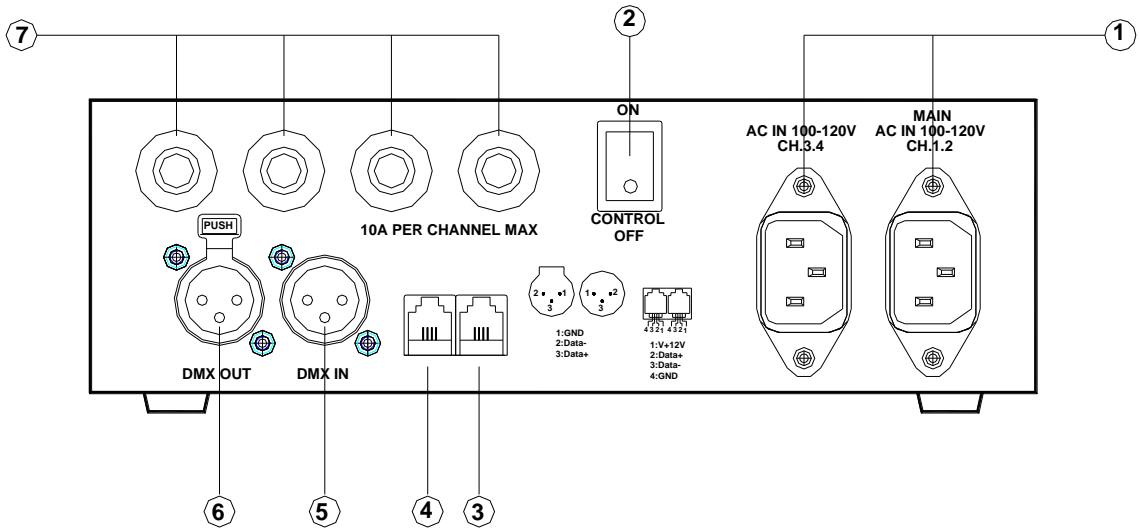 7
2
1
ON
CONTROL
OFF
AC IN 100-120V
CH.3.4
MAIN
AC IN 100-120V
CH.1.2
10A PER CHANNEL MAX
PUSH
DMX OUT
DMX IN
2 1
3
1 2
3
1:GND
2:Data-
3:Data+
4 3 2 1 4 3 2 1
1:V+12V
2:Data+
3:Data-
4:GND
6
5
4
3